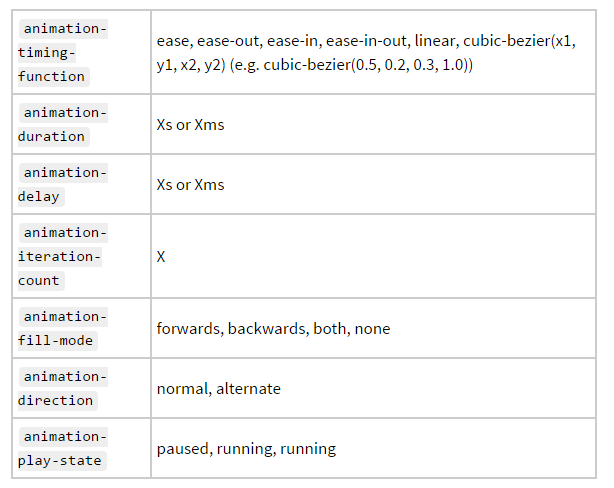 animation-
timing-
function
ease, ease-out, ease-in, ease-in-out, linear, cubic-bezier(x1,
y1, x2, y2) (e.g. cubic-bezier(0.5, 0.2, 0.3, 1.0))
animation-
duration
Xs or Xms
animation-
delay
Xs or Xms
animation-
iteration-
count
X
animation-
fill-mode
forwards, backwards, both, none
animation-
direction
normal, alternate
animation-
play-state
paused, running, running